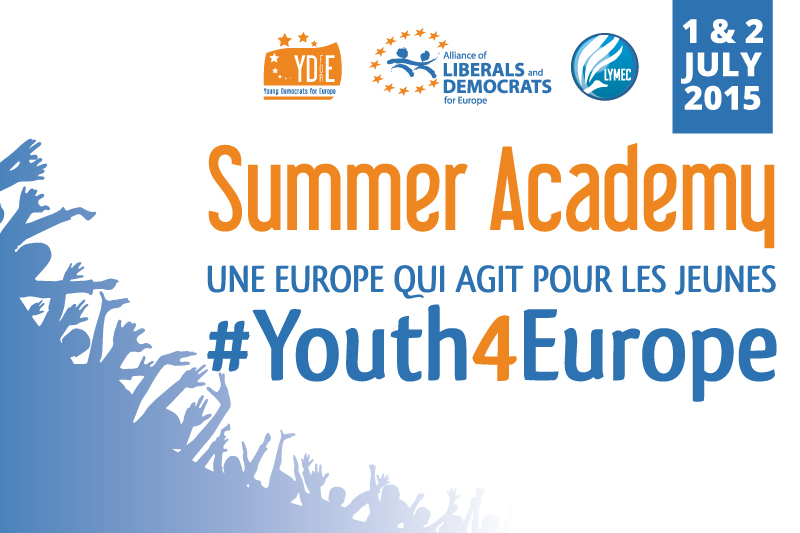 YDE
Young Democrats for Europe
Alliance of
LIBERALS and
DEMOCRATS
for Europe
LYMEC
1 & 2
JULY
2015
Summer Academy
UNE EUROPE QUI AGIT POUR LES JEUNES
#Youth4Europe